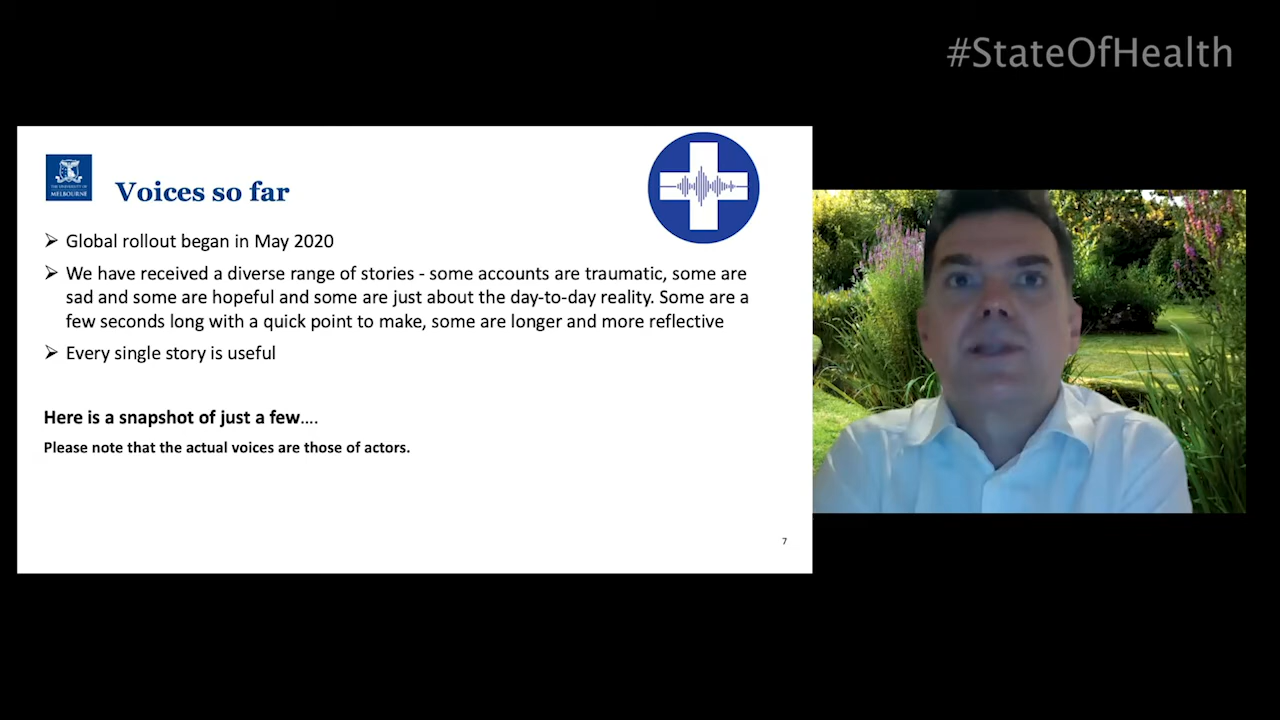 #StateOfHealth
THE UNIVERSITY OF
MELBOURNE
Voices so far
➢ Global rollout began in May 2020
➢ We have received a diverse range of stories - some accounts are traumatic, some are
sad and some are hopeful and some are just about the day-to-day reality. Some are a
few seconds long with a quick point to make, some are longer and more reflective
➢ Every single story is useful
Here is a snapshot of just a few....
Please note that the actual voices are those of actors.
7